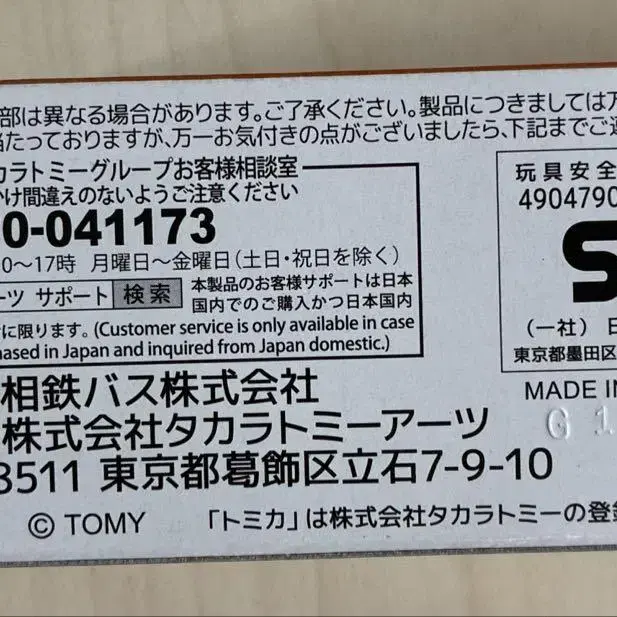 部は異なる場合があります。ご了承ください。製品につきましては万
当たっておりますが、万一お気付きの点がございましたら、下記までご連
カラトミーグループお客様相談室
かけ間違えのないようご注意ください
0-041173
0～17時 月曜日～金曜日(土日・祝日を除く)
ーツ サポート 検索
本製品のお客様サポートは日本
国内でのご購入かつ日本国内
に限ります。(Customer service is only available in case
hased in Japan and inquired from Japan domestic.)
相鉄バス株式会社
株式会社タカラトミーアーツ
8511 東京都葛飾区立石7-9-10
© TOMY 「トミカ」は株式会社タカラトミーの登録
玩具安全
4904790
S
(一社) 日
東京都墨田区
MADE IN
G 1